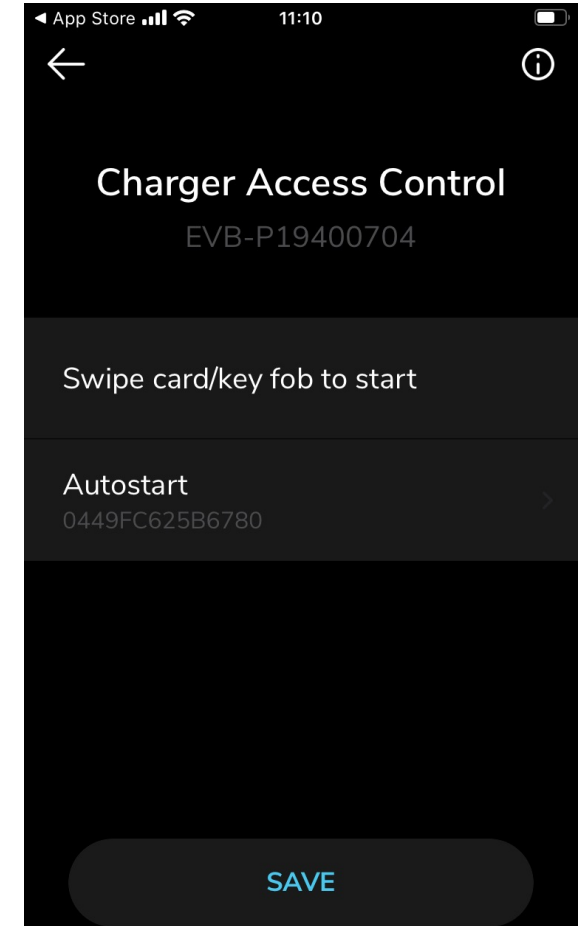 App Store 11:10
Charger Access Control
EVB-P19400704
Swipe card/key fob to start
Autostart
0449FC625B6780
SAVE